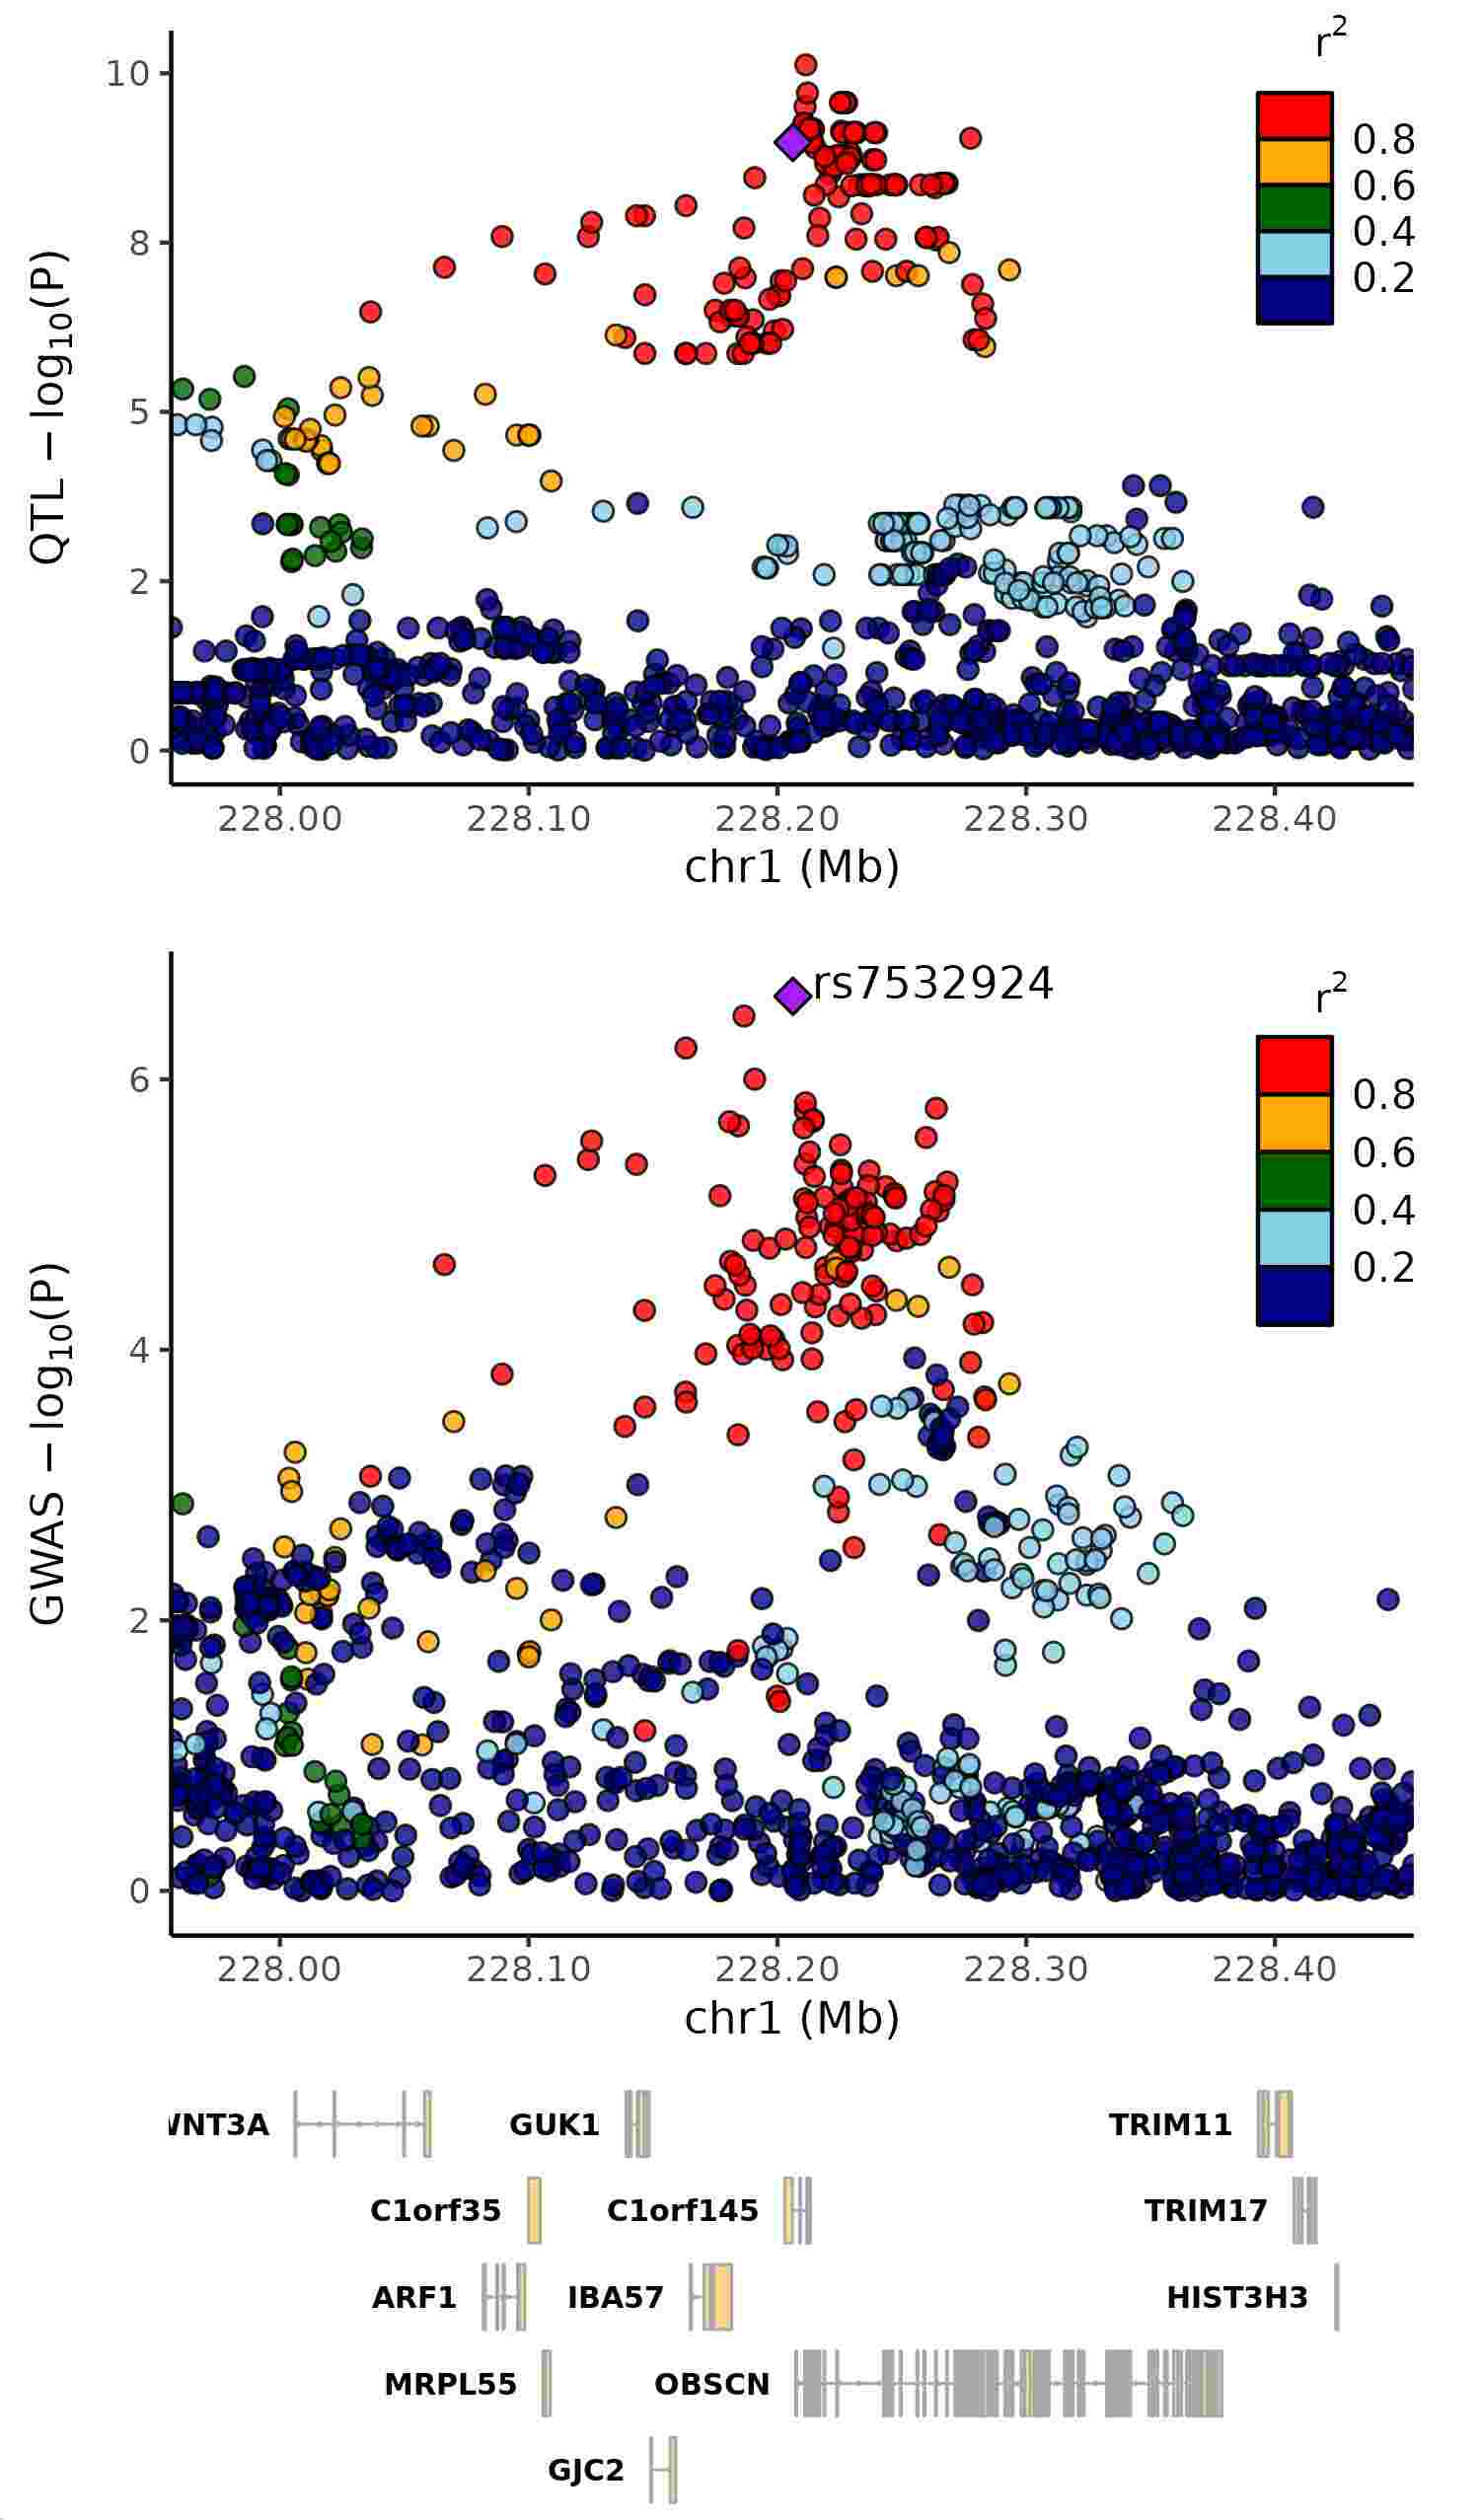 r2
10
8
5
2
0
0.8
0.6
0.4
0.2
QTL − log10(P)
228.00 228.10 228.20 228.30 228.40
chr1 (Mb)
rs7532924
r2
6
4
2
0
0.8
0.6
0.4
0.2
GWAS − log10(P)
228.00 228.10 228.20 228.30 228.40
chr1 (Mb)
NT3A GUK1 TRIM11
C1orf35 C1orf145 TRIM17
ARF1 IBA57 HIST3H3
MRPL55 OBSCN
GJC2